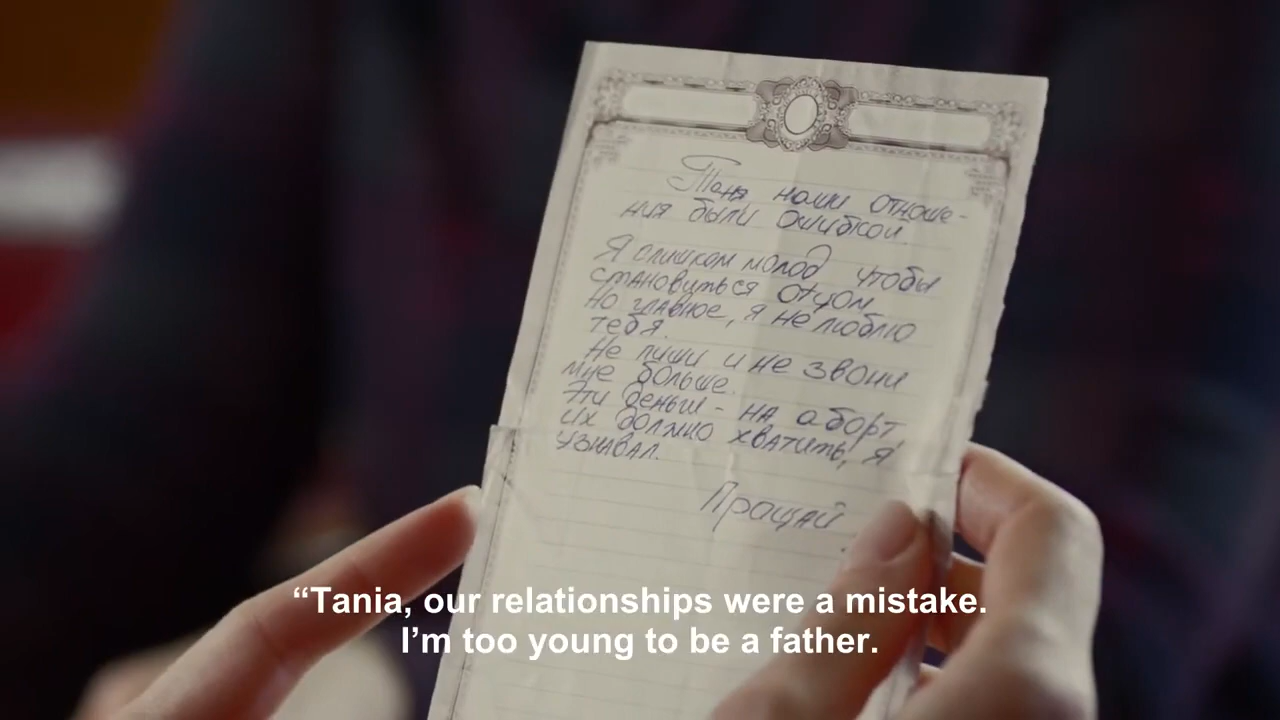 Таня наши отноше-
ния были ошибкой.
Я слишком молод чтобы
становиться отцом.
Но главное, я не люблю
тебя.
Не пиши и не звони
мне больше.
Эти деньги - на аборт,
их должно хватить, я
узнавал.
Прощай
“Tania, our relationships were a mistake.
I’m too young to be a father.